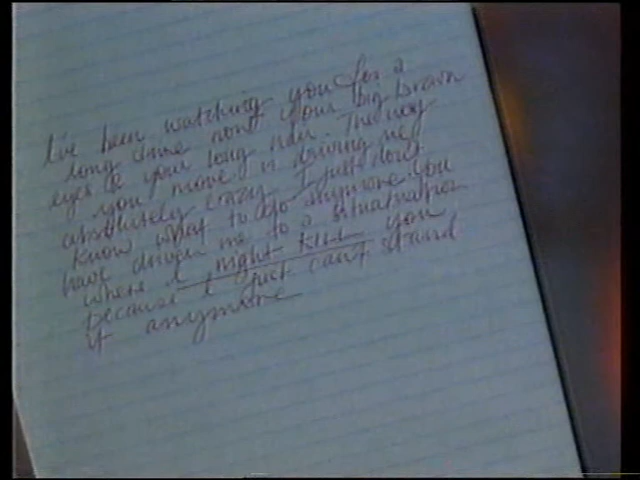 I've been watching you for a
long time now your big brown
eyes & your long hair. The way
you move is driving me
absolutely crazy I just don't
know what to do anymore. You
have driven me to a situatuation
where I might KILL you
because I just can't stand
it anymore